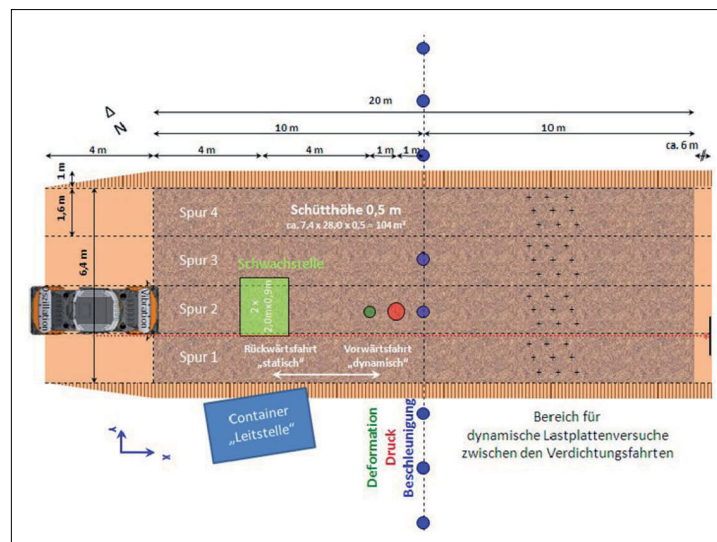 20 m
10 m
10 m
ca. 6 m
4 m
4 m
4 m
1 m
1 m
N
1 m
1,6 m
6,4 m
Spur 4
Schütthöhe 0,5 m
ca. 7,4 x 28,0 x 0,5 = 104 m³
Spur 3
Schwachstelle
Oszillation
Vibration
Spur 2
2 x
2,0m x 0,9m
Spur 1
Rückwärtsfahrt
„statisch“
Vorwärtsfahrt
„dynamisch“
Container
„Leitstelle“
Y
X
Deformation
Druck
Beschleunigung
Bereich für
dynamische Lastplattenversuche
zwischen den Verdichtungsfahrten